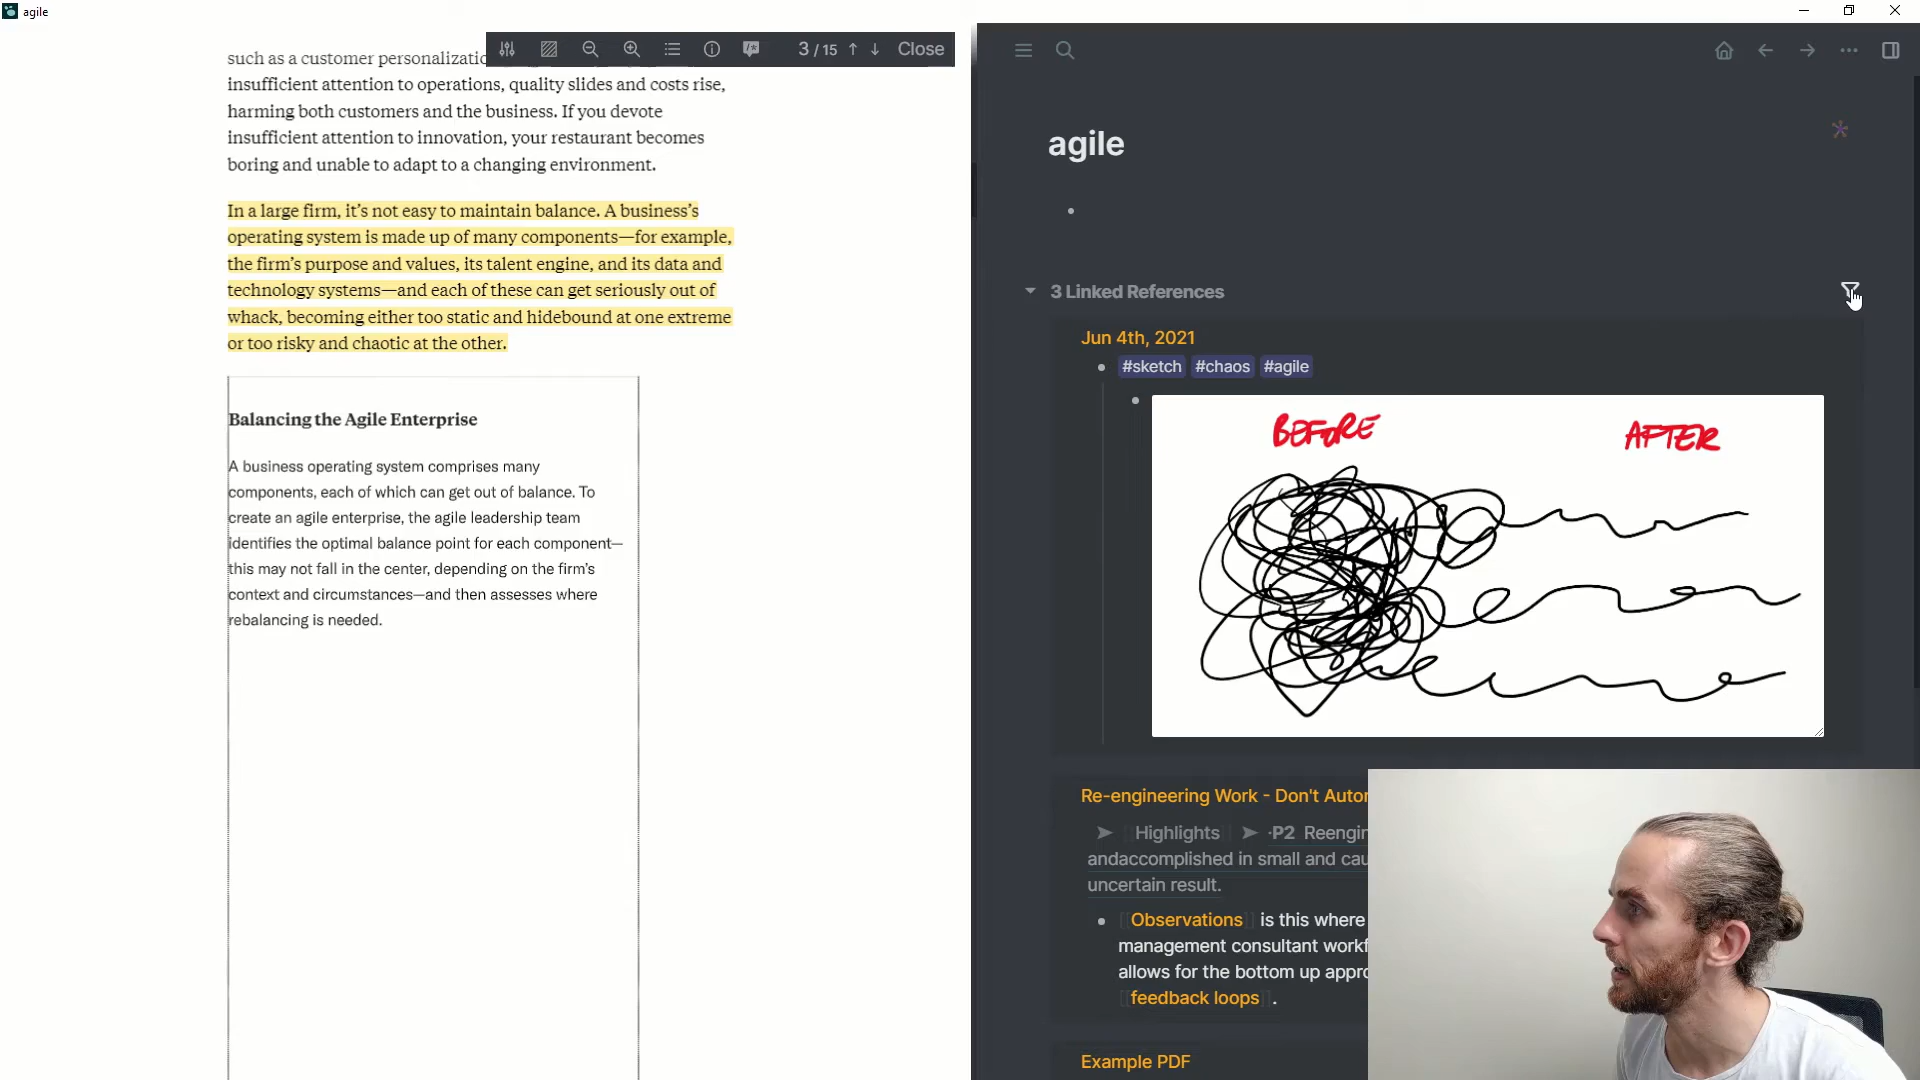 agile
such as a customer personalizatio
insufficient attention to operations, quality slides and costs rise,
harming both customers and the business. If you devote
insufficient attention to innovation, your restaurant becomes
boring and unable to adapt to a changing environment.
In a large firm, it's not easy to maintain balance. A business's
operating system is made up of many components—for example,
the firm's purpose and values, its talent engine, and its data and
technology systems—and each of these can get seriously out of
whack, becoming either too static and hidebound at one extreme
or too risky and chaotic at the other.
Balancing the Agile Enterprise
A business operating system comprises many
components, each of which can get out of balance. To
create an agile enterprise, the agile leadership team
identifies the optimal balance point for each component—
this may not fall in the center, depending on the firm's
context and circumstances—and then assesses where
rebalancing is needed.
3 / 15 ↑ ↓ Close
agile
3 Linked References
Jun 4th, 2021
#sketch #chaos #agile
BEFORE AFTER
Re-engineering Work - Don't Autor
Highlights ➤ ·P2 Reengin
andaccomplished in small and cau
uncertain result.
[[Observations]] is this where
management consultant workf
allows for the bottom up appro
[[feedback loops]].
Example PDF